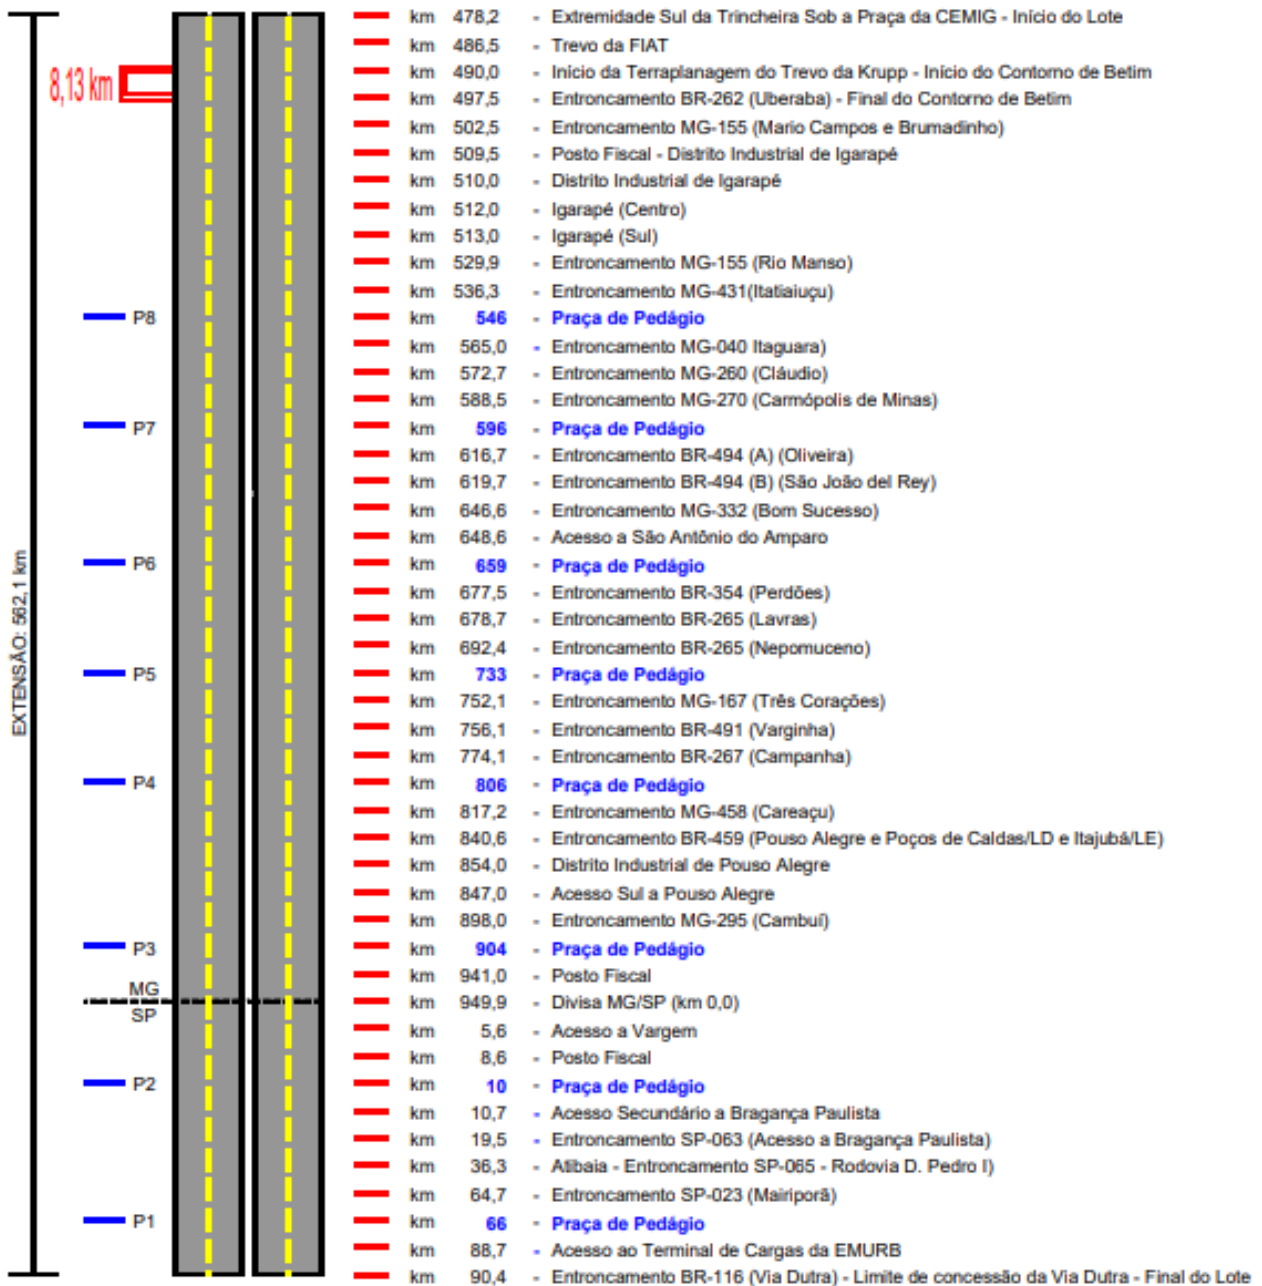 km 478,2 - Extremidade Sul da Trincheira Sob a Praça da CEMIG - Início do Lote
km 486,5 - Trevo da FIAT
8,13 km
km 490,0 - Início da Terraplanagem do Trevo da Krupp - Início do Contorno de Betim
km 497,5 - Entroncamento BR-262 (Uberaba) - Final do Contorno de Betim
km 502,5 - Entroncamento MG-155 (Mario Campos e Brumadinho)
km 509,5 - Posto Fiscal - Distrito Industrial de Igarapé
km 510,0 - Distrito Industrial de Igarapé
km 512,0 - Igarapé (Centro)
km 513,0 - Igarapé (Sul)
km 529,9 - Entroncamento MG-155 (Rio Manso)
km 536,3 - Entroncamento MG-431(Itatiaiuçu)
P8 km 546 - Praça de Pedágio
km 565,0 - Entroncamento MG-040 Itaguara)
km 572,7 - Entroncamento MG-260 (Cláudio)
km 588,5 - Entroncamento MG-270 (Carmópolis de Minas)
P7 km 596 - Praça de Pedágio
km 616,7 - Entroncamento BR-494 (A) (Oliveira)
km 619,7 - Entroncamento BR-494 (B) (São João del Rey)
km 646,6 - Entroncamento MG-332 (Bom Sucesso)
km 648,6 - Acesso a São Antônio do Amparo
EXTENSÃO: 562,1 km
P6 km 659 - Praça de Pedágio
km 677,5 - Entroncamento BR-354 (Perdões)
km 678,7 - Entroncamento BR-265 (Lavras)
km 692,4 - Entroncamento BR-265 (Nepomuceno)
P5 km 733 - Praça de Pedágio
km 752,1 - Entroncamento MG-167 (Três Corações)
km 756,1 - Entroncamento BR-491 (Varginha)
km 774,1 - Entroncamento BR-267 (Campanha)
P4 km 806 - Praça de Pedágio
km 817,2 - Entroncamento MG-458 (Careaçu)
km 840,6 - Entroncamento BR-459 (Pouso Alegre e Poços de Caldas/LD e Itajubá/LE)
km 854,0 - Distrito Industrial de Pouso Alegre
km 847,0 - Acesso Sul a Pouso Alegre
km 898,0 - Entroncamento MG-295 (Cambuí)
P3 km 904 - Praça de Pedágio
km 941,0 - Posto Fiscal
MG
km 949,9 - Divisa MG/SP (km 0,0)
SP
km 5,6 - Acesso a Vargem
km 8,6 - Posto Fiscal
P2 km 10 - Praça de Pedágio
km 10,7 - Acesso Secundário a Bragança Paulista
km 19,5 - Entroncamento SP-063 (Acesso a Bragança Paulista)
km 36,3 - Atibaia - Entroncamento SP-065 - Rodovia D. Pedro I)
km 64,7 - Entroncamento SP-023 (Mairiporã)
P1 km 66 - Praça de Pedágio
km 88,7 - Acesso ao Terminal de Cargas da EMURB
km 90,4 - Entroncamento BR-116 (Via Dutra) - Limite de concessão da Via Dutra - Final do Lote